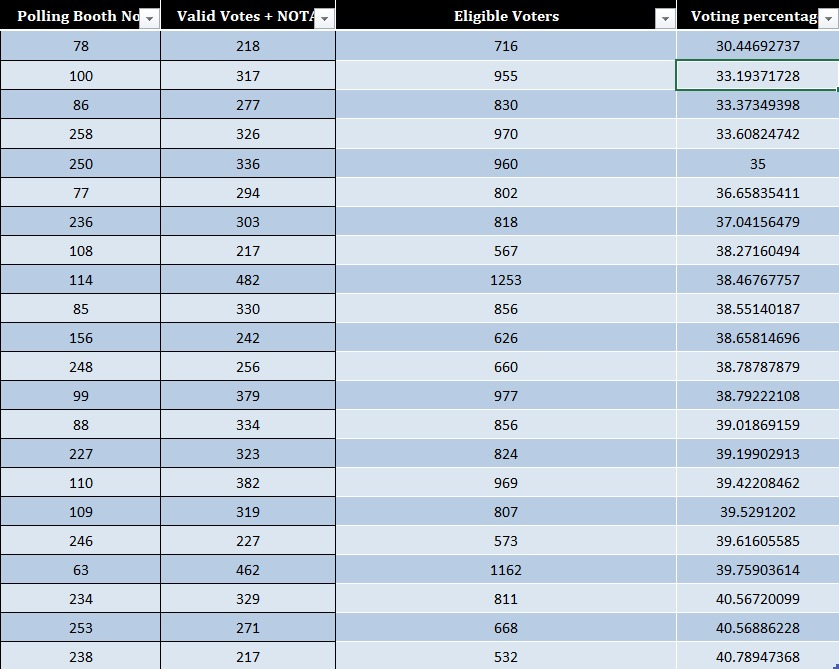 Polling Booth No Valid Votes + NOTA Eligible Voters Voting percentag
78 218 716 30.44692737
100 317 955 33.19371728
86 277 830 33.37349398
258 326 970 33.60824742
250 336 960 35
77 294 802 36.65835411
236 303 818 37.04156479
108 217 567 38.27160494
114 482 1253 38.46767757
85 330 856 38.55140187
156 242 626 38.65814696
248 256 660 38.78787879
99 379 977 38.79222108
88 334 856 39.01869159
227 323 824 39.19902913
110 382 969 39.42208462
109 319 807 39.5291202
246 227 573 39.61605585
63 462 1162 39.75903614
234 329 811 40.56720099
253 271 668 40.56886228
238 217 532 40.78947368